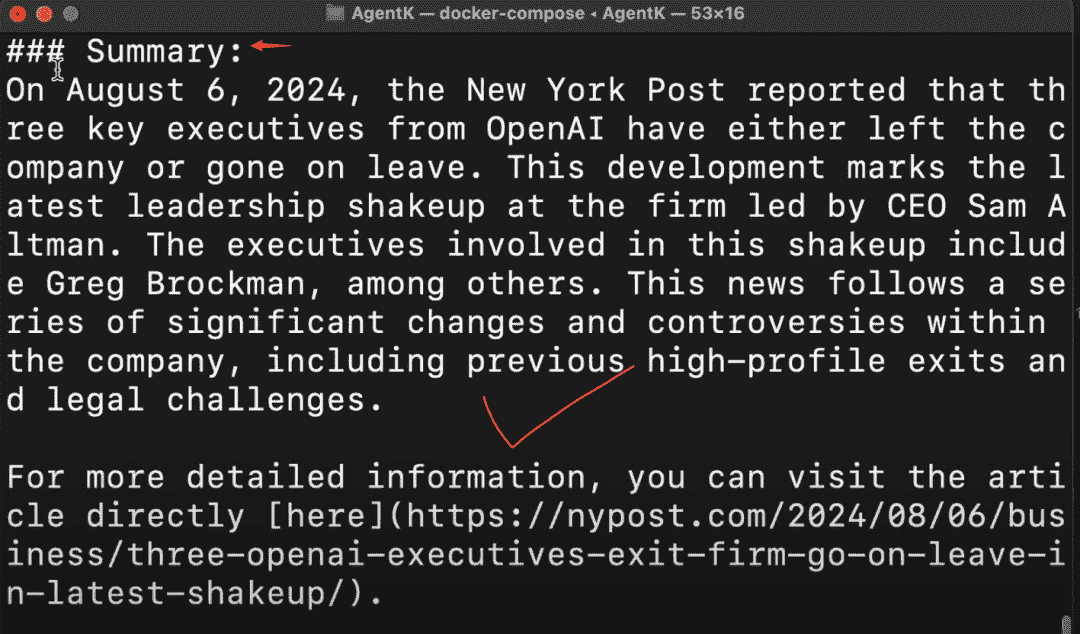 AgentK — docker-compose ◂ AgentK — 53×16
### Summary:
On August 6, 2024, the New York Post reported that th
ree key executives from OpenAI have either left the c
ompany or gone on leave. This development marks the l
atest leadership shakeup at the firm led by CEO Sam A
ltman. The executives involved in this shakeup includ
e Greg Brockman, among others. This news follows a se
ries of significant changes and controversies within
the company, including previous high-profile exits an
d legal challenges.
For more detailed information, you can visit the arti
cle directly [here](https://nypost.com/2024/08/06/bus
iness/three-openai-executives-exit-firm-go-on-leave-i
n-latest-shakeup/).